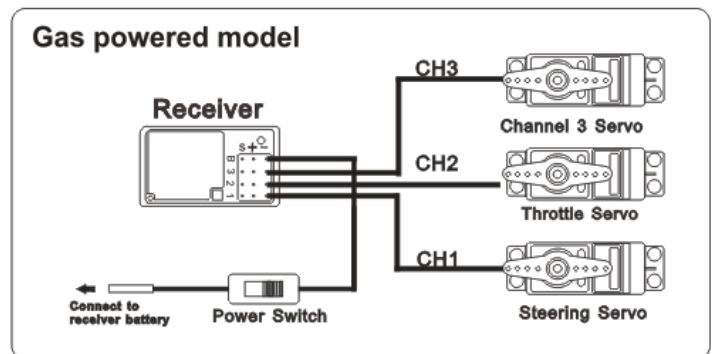 Gas powered model
CH3
Receiver
S + -
B
3
2
1
Channel 3 Servo
CH2
Throttle Servo
CH1
Connect to
receiver battery
Power Switch
Steering Servo